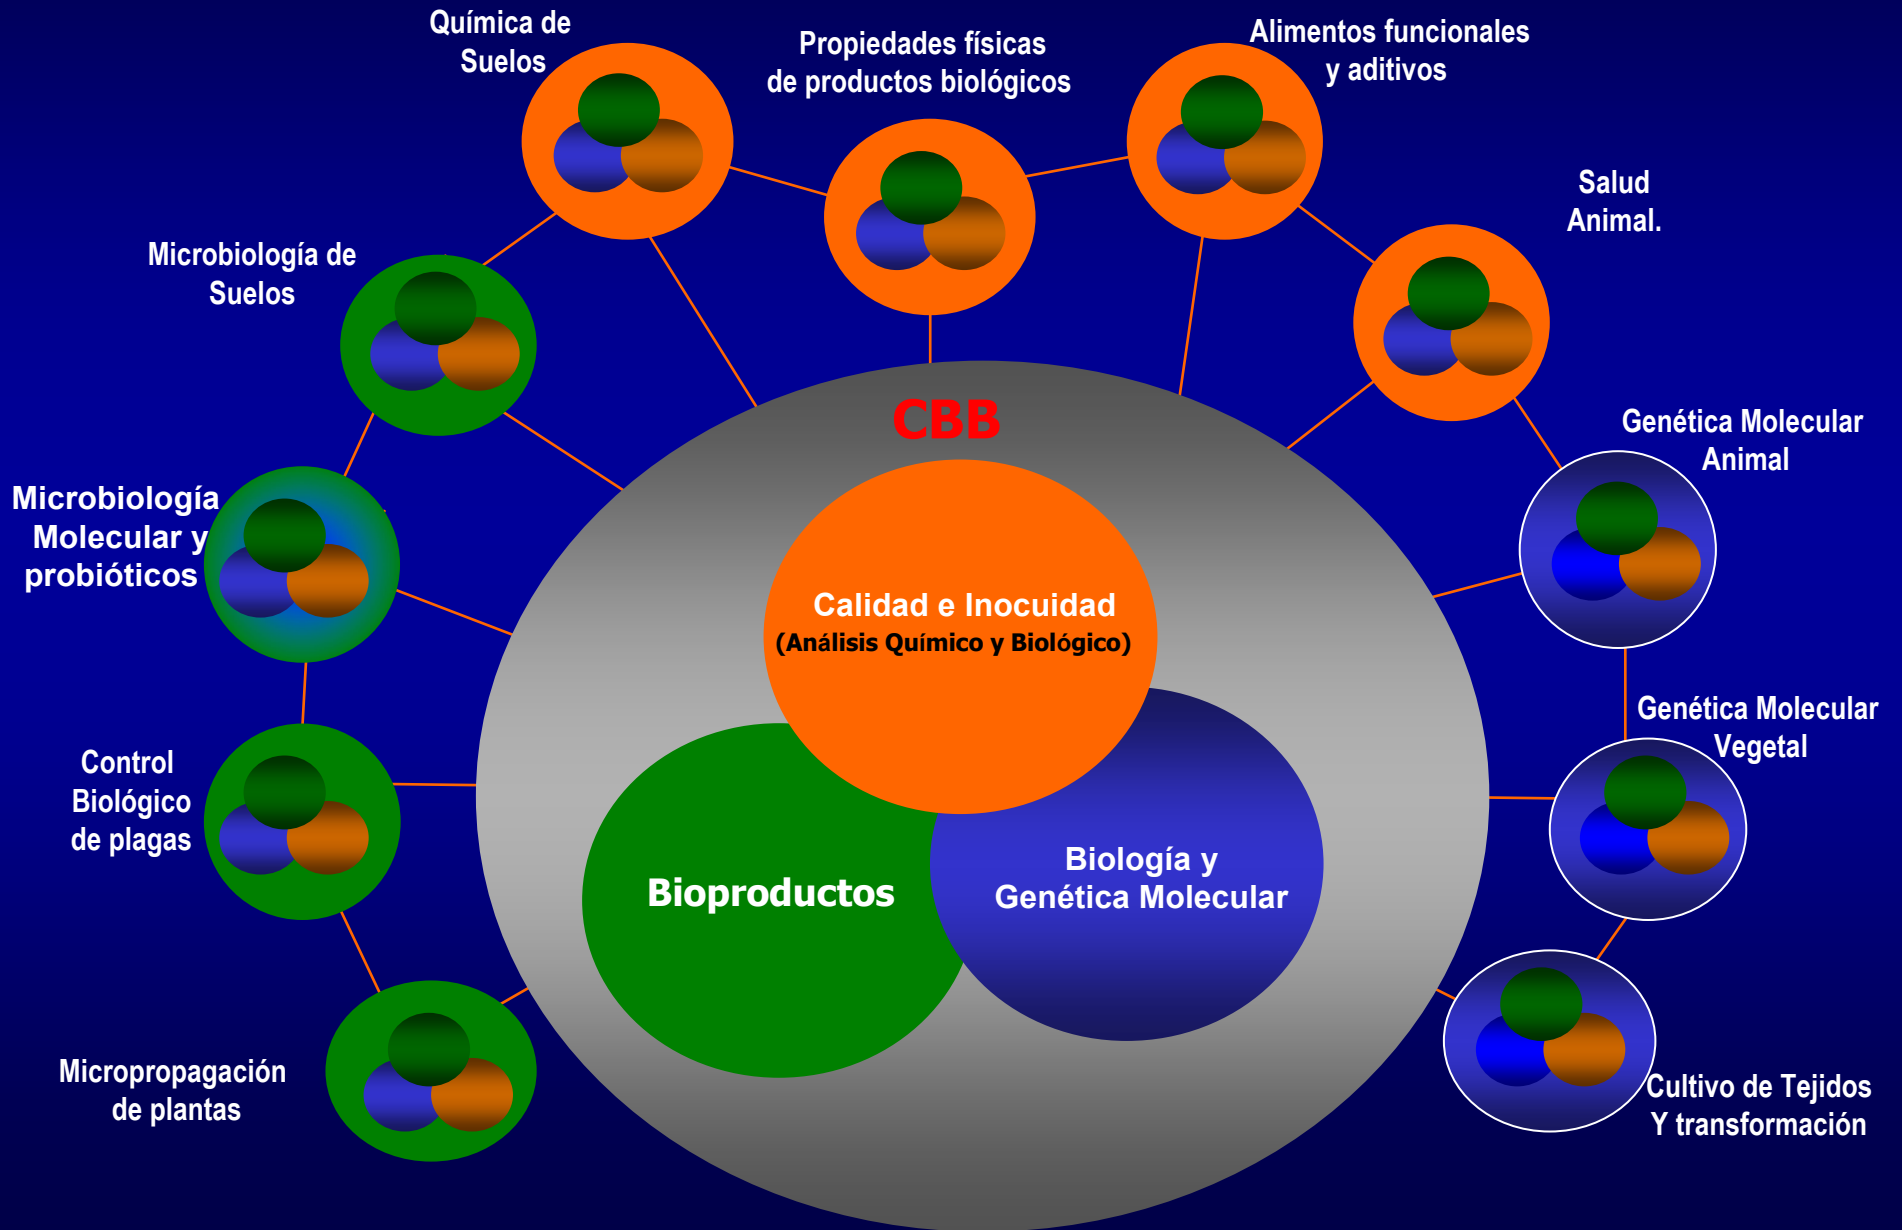 Química de
Suelos
Propiedades físicas
de productos biológicos
Alimentos funcionales
y aditivos
Salud
Animal.
Microbiología de
Suelos
Genética Molecular
Animal
CBB
Microbiología
Molecular y
probióticos
Calidad e Inocuidad
(Análisis Químico y Biológico)
Genética Molecular
Vegetal
Control
Biológico
de plagas
Bioproductos
Biología y
Genética Molecular
Micropropagación
de plantas
Cultivo de Tejidos
Y transformación